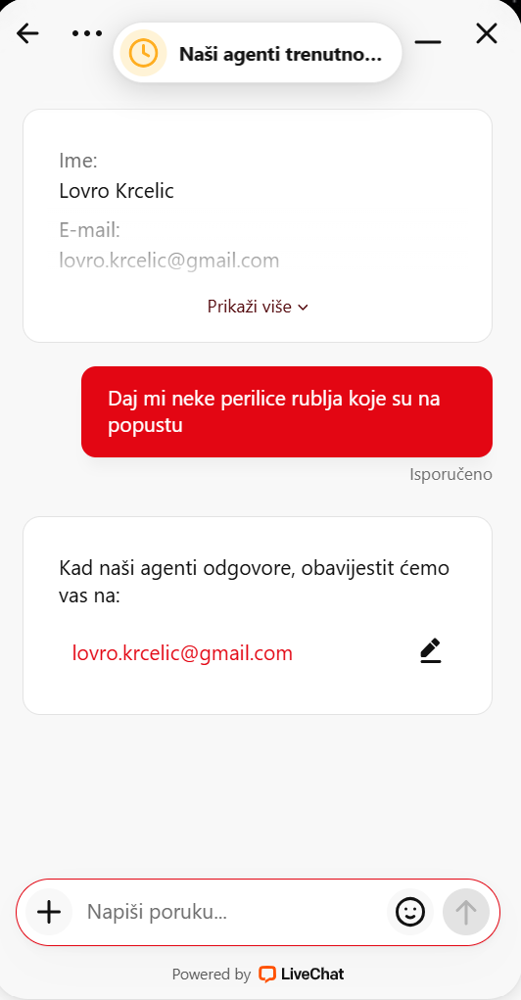 Naši agenti trenutno...
Ime:
Lovro Krcelic
E-mail:
lovro.krcelic@gmail.com
Prikaži više
Daj mi neke perilice rublja koje su na
popustu
Isporučeno
Kad naši agenti odgovore, obavijestit ćemo
vas na:
lovro.krcelic@gmail.com
Napiši poruku...
Powered by LiveChat